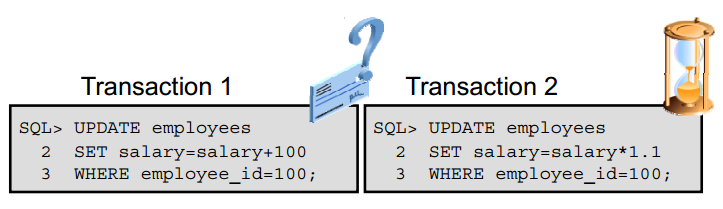 Transaction 1
SQL> UPDATE employees
2 SET salary=salary+100
3 WHERE employee_id=100;
Transaction 2
SQL> UPDATE employees
2 SET salary=salary*1.1
3 WHERE employee_id=100;